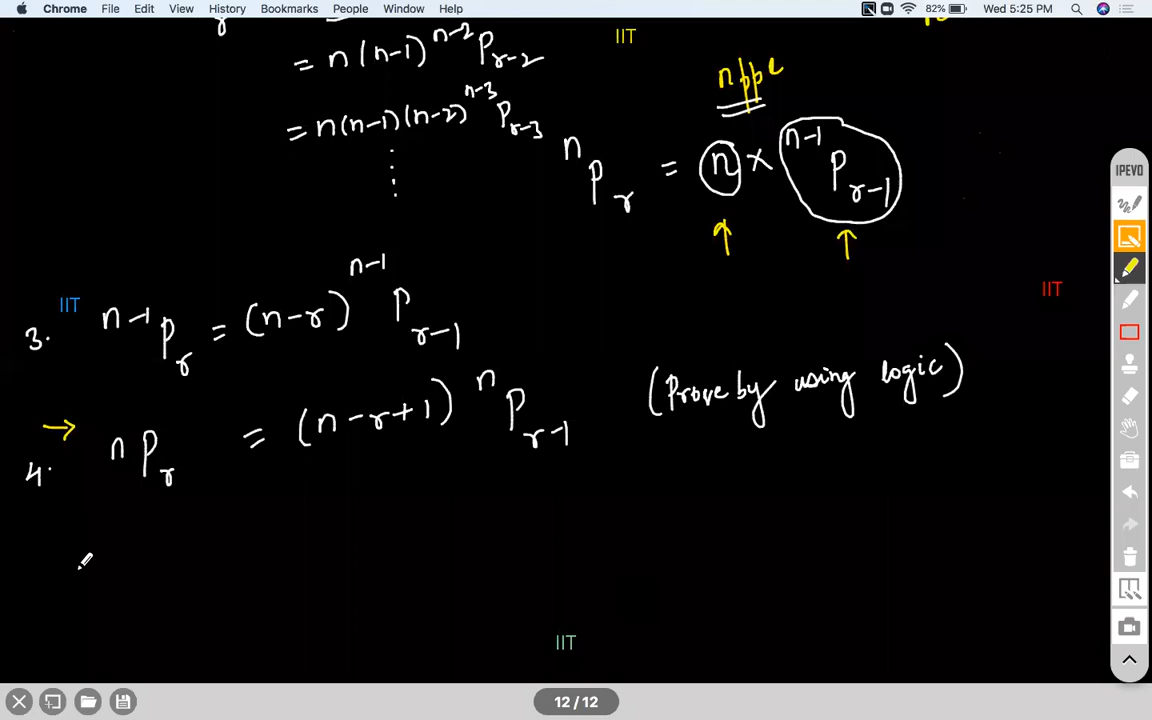 Chrome File Edit View History Bookmarks People Window Help 82% Wed 5:25 PM
= n(n-1) ⁿ⁻²Pᵣ₋₂
IIT
nppl
= n(n-1)(n-2) ⁿ⁻³Pᵣ₋₃
ⁿPᵣ = n × ⁿ⁻¹Pᵣ₋₁
IPEVO
IIT
IIT
3. ⁿ⁻¹Pᵣ = (n-r) ⁿ⁻¹Pᵣ₋₁
→ 4. ⁿPᵣ = (n-r+1) ⁿPᵣ₋₁ (Prove by using logic)
IIT
12/12